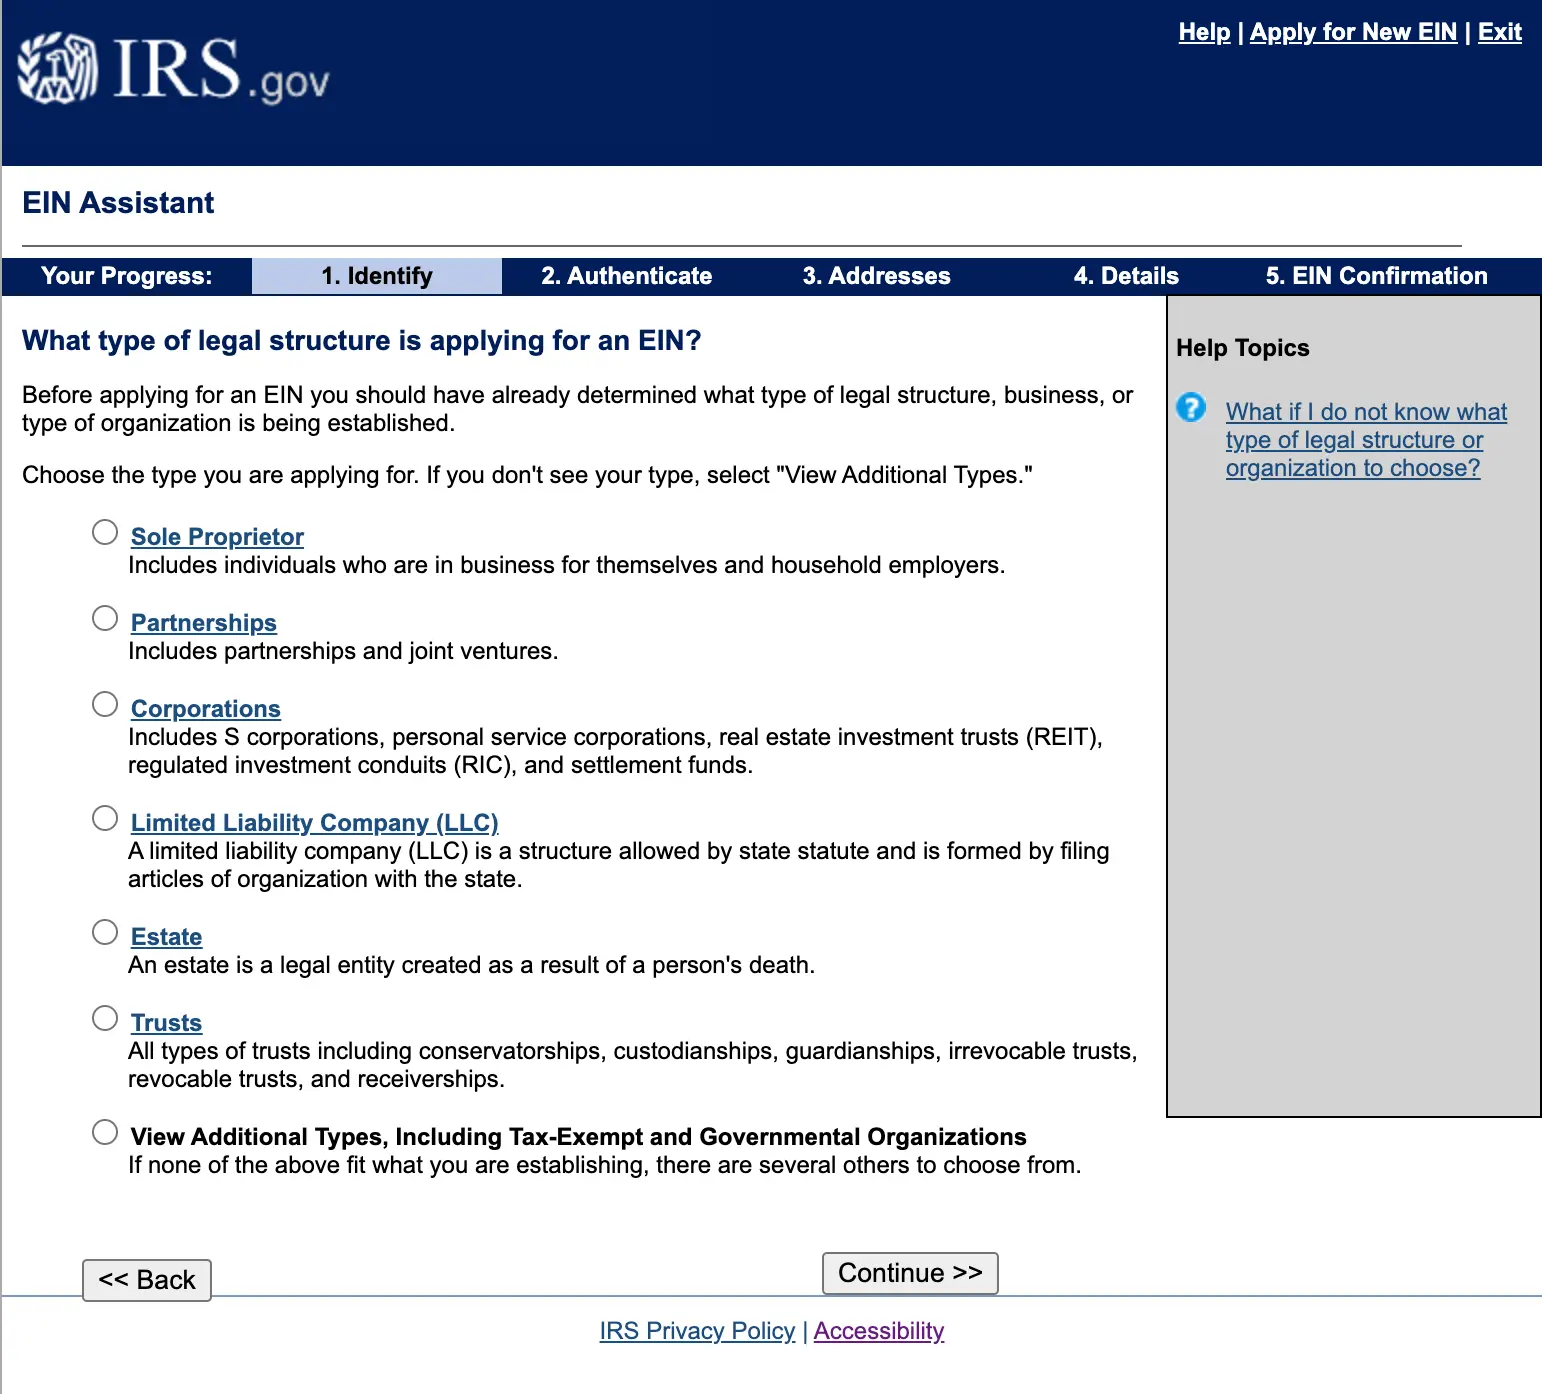 IRS.gov
Help | Apply for New EIN | Exit
EIN Assistant
Your Progress: 1. Identify 2. Authenticate 3. Addresses 4. Details 5. EIN Confirmation
What type of legal structure is applying for an EIN?
Before applying for an EIN you should have already determined what type of legal structure, business, or
type of organization is being established.
Choose the type you are applying for. If you don't see your type, select "View Additional Types."
Sole Proprietor
Includes individuals who are in business for themselves and household employers.
Partnerships
Includes partnerships and joint ventures.
Corporations
Includes S corporations, personal service corporations, real estate investment trusts (REIT),
regulated investment conduits (RIC), and settlement funds.
Limited Liability Company (LLC)
A limited liability company (LLC) is a structure allowed by state statute and is formed by filing
articles of organization with the state.
Estate
An estate is a legal entity created as a result of a person's death.
Trusts
All types of trusts including conservatorships, custodianships, guardianships, irrevocable trusts,
revocable trusts, and receiverships.
View Additional Types, Including Tax-Exempt and Governmental Organizations
If none of the above fit what you are establishing, there are several others to choose from.
Help Topics
? What if I do not know what
type of legal structure or
organization to choose?
<< Back
Continue >>
IRS Privacy Policy | Accessibility